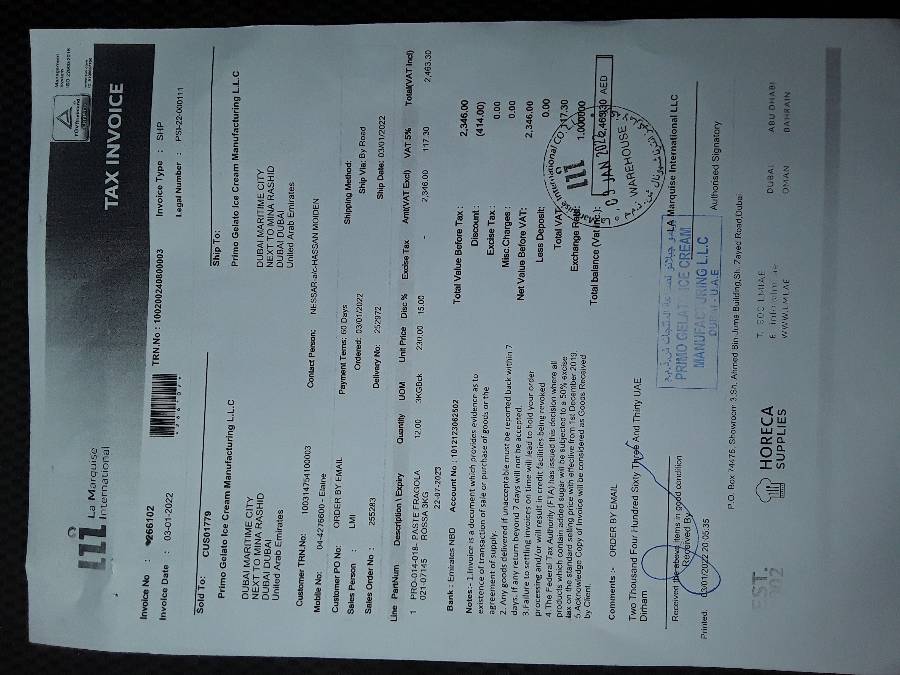 La Marquise
International
TAX INVOICE
Invoice No : 266102
Invoice Date : 03-01-2022
TRN.No : 100200240800003
Invoice Type : SHP
Legal Number : PSI-22-000111
Sold To: CUS01779
Primo Gelato Ice Cream Manufacturing L.L.C
DUBAI MARITIME CITY
NEXT TO MINA RASHID
DUBAI DUBAI
United Arab Emirates
Ship To:
Primo Gelato Ice Cream Manufacturing L.L.C
DUBAI MARITIME CITY
NEXT TO MINA RASHID
DUBAI DUBAI
United Arab Emirates
Customer TRN.No: 100314754100003
Mobile No: 04-4276600 - Elaine
Contact Person: NESSAR-a/c-HASSAN MOIDEN
Customer PO No: ORDER BY EMAIL
Payment Terms: 60 Days
Shipping Method:
Sales Person : LMI
Ordered: 03/01/2022
Ship Via: By Road
Sales Order No : 255283
Delivery No: 252972
Ship Date: 03/01/2022
Line PartNum Description \ Expiry Quantity UOM Unit Price Disc % Excise Tax Amt(VAT Excl) VAT 5% Total(VAT Incl)
1 PRO-014-018- PASTE FRAGOLA 12.00 3KGBck 230.00 15.00 - 2,346.00 117.30 2,463.30
021-07145 ROSSA 3KG
22-07-2023
Bank : Emirates NBD Account No : 1012123062502
Notes:- 1.Invoice is a document which provides evidence as to
existence of transaction of sale or purchase of goods or the
agreement of supply.
2. Any goods delivered if unacceptable must be reported back within 7
days. If any return beyond 7 days will not be accepted.
3.Failure to settling invoices on time will lead to hold your order
processing and/or will result in credit facilities being revoked
4.The Federal Tax Authority (FTA) has issued this decision where all
products which contain added sugar will be subjected to a 50% excise
tax on the standard selling price with effective from 1st December 2019
5.Acknowledge Copy of Invoice will be considered as Goods Received
by Client.
Total Value Before Tax : 2,346.00
Discount : (414.00)
Excise Tax : 0.00
Misc.Charges : 0.00
Net Value Before VAT: 2,346.00
Less Deposit: 0.00
Total VAT: 117.30
Exchange Rate: 1.000000
Total balance (Vat Inc.): 2,463.30 AED
WAREHOUSE
Comments :- ORDER BY EMAIL
Two Thousand Four Hundred Sixty Three And Thirty UAE
Dirham
Received the above items in good condition
Received By
LA Marquise International LLC
Authorised Signatory
PRIMO GELATO ICE CREAM
MANUFACTURING L.L.C
DUBAI - U.A.E
Printed. 03/01/2022 20:05:35
P.O. Box 74475, Showroom 3,Sh. Ahmed Bin Juma Building,Sh. Zayed Road,Dubai
HORECA
SUPPLIES
T. 800 LMIUAE
WWW.LMI.AE
DUBAI ABU DHABI
OMAN BAHRAIN